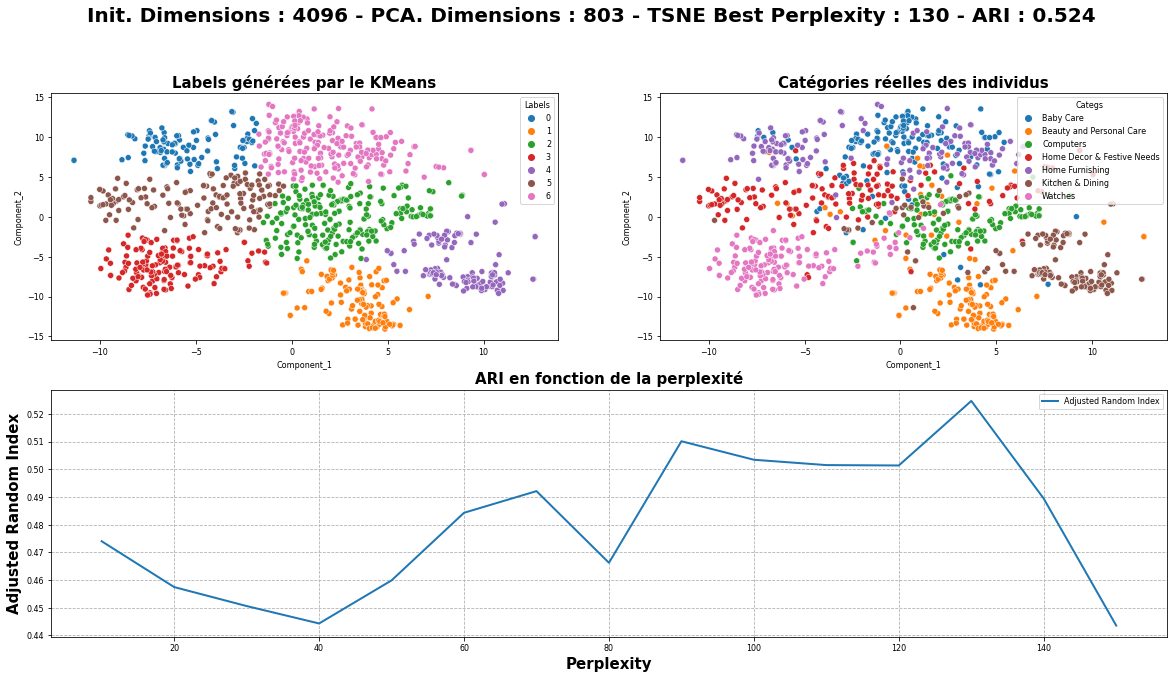 Init. Dimensions : 4096 - PCA. Dimensions : 803 - TSNE Best Perplexity : 130 - ARI : 0.524
Labels générées par le KMeans
Labels
0
1
2
3
4
5
6
15
10
5
0
−5
−10
−15
Component_2
−10
−5
0
5
10
Component_1
Catégories réelles des individus
Categs
Baby Care
Beauty and Personal Care
Computers
Home Decor & Festive Needs
Home Furnishing
Kitchen & Dining
Watches
15
10
5
0
−5
−10
−15
Component_2
−10
−5
0
5
10
Component_1
ARI en fonction de la perplexité
Adjusted Random Index
0.52
0.51
0.50
0.49
0.48
0.47
0.46
0.45
0.44
Adjusted Random Index
20
40
60
80
100
120
140
Perplexity